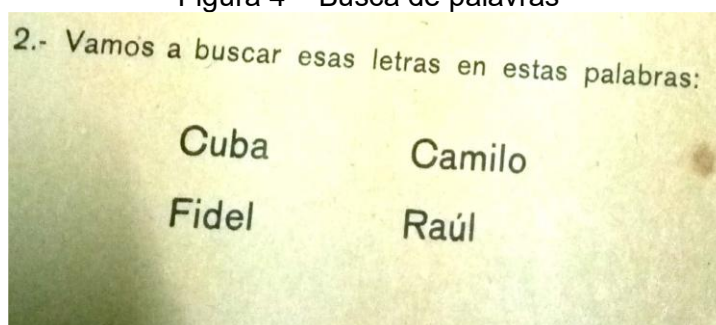 Figura 4 – Busca de palavras
2.- Vamos a buscar esas letras en estas palabras:
Cuba Camilo
Fidel Raúl